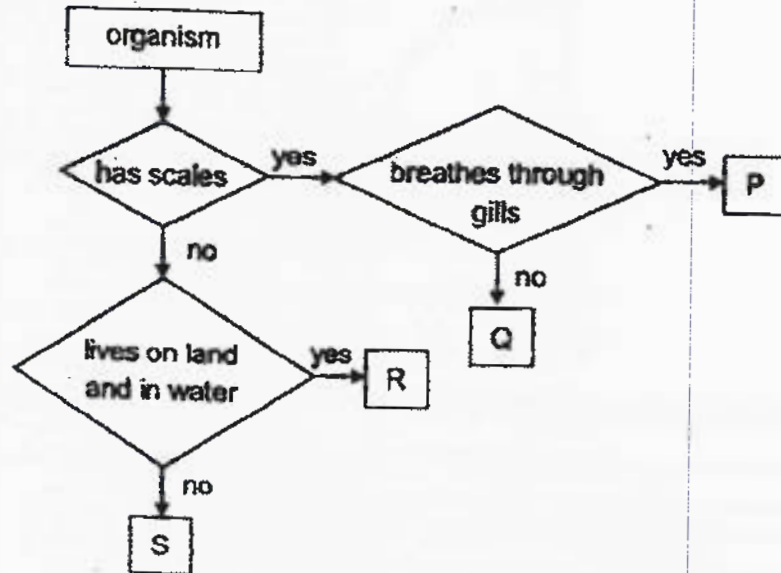 organism
has scales
yes
breathes through
gills
yes
P
no
no
Q
lives on land
and in water
yes
R
no
S